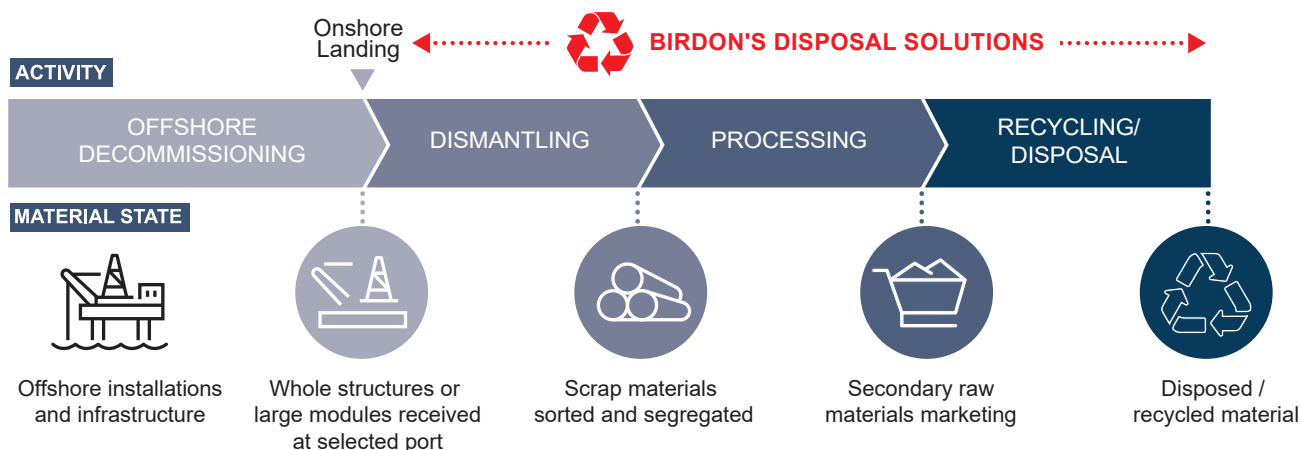 Onshore
Landing
BIRDON'S DISPOSAL SOLUTIONS
ACTIVITY
OFFSHORE
DECOMMISSIONING
DISMANTLING
PROCESSING
RECYCLING/
DISPOSAL
MATERIAL STATE
Offshore installations
and infrastructure
Whole structures or
large modules received
at selected port
Scrap materials
sorted and segregated
Secondary raw
materials marketing
Disposed /
recycled material